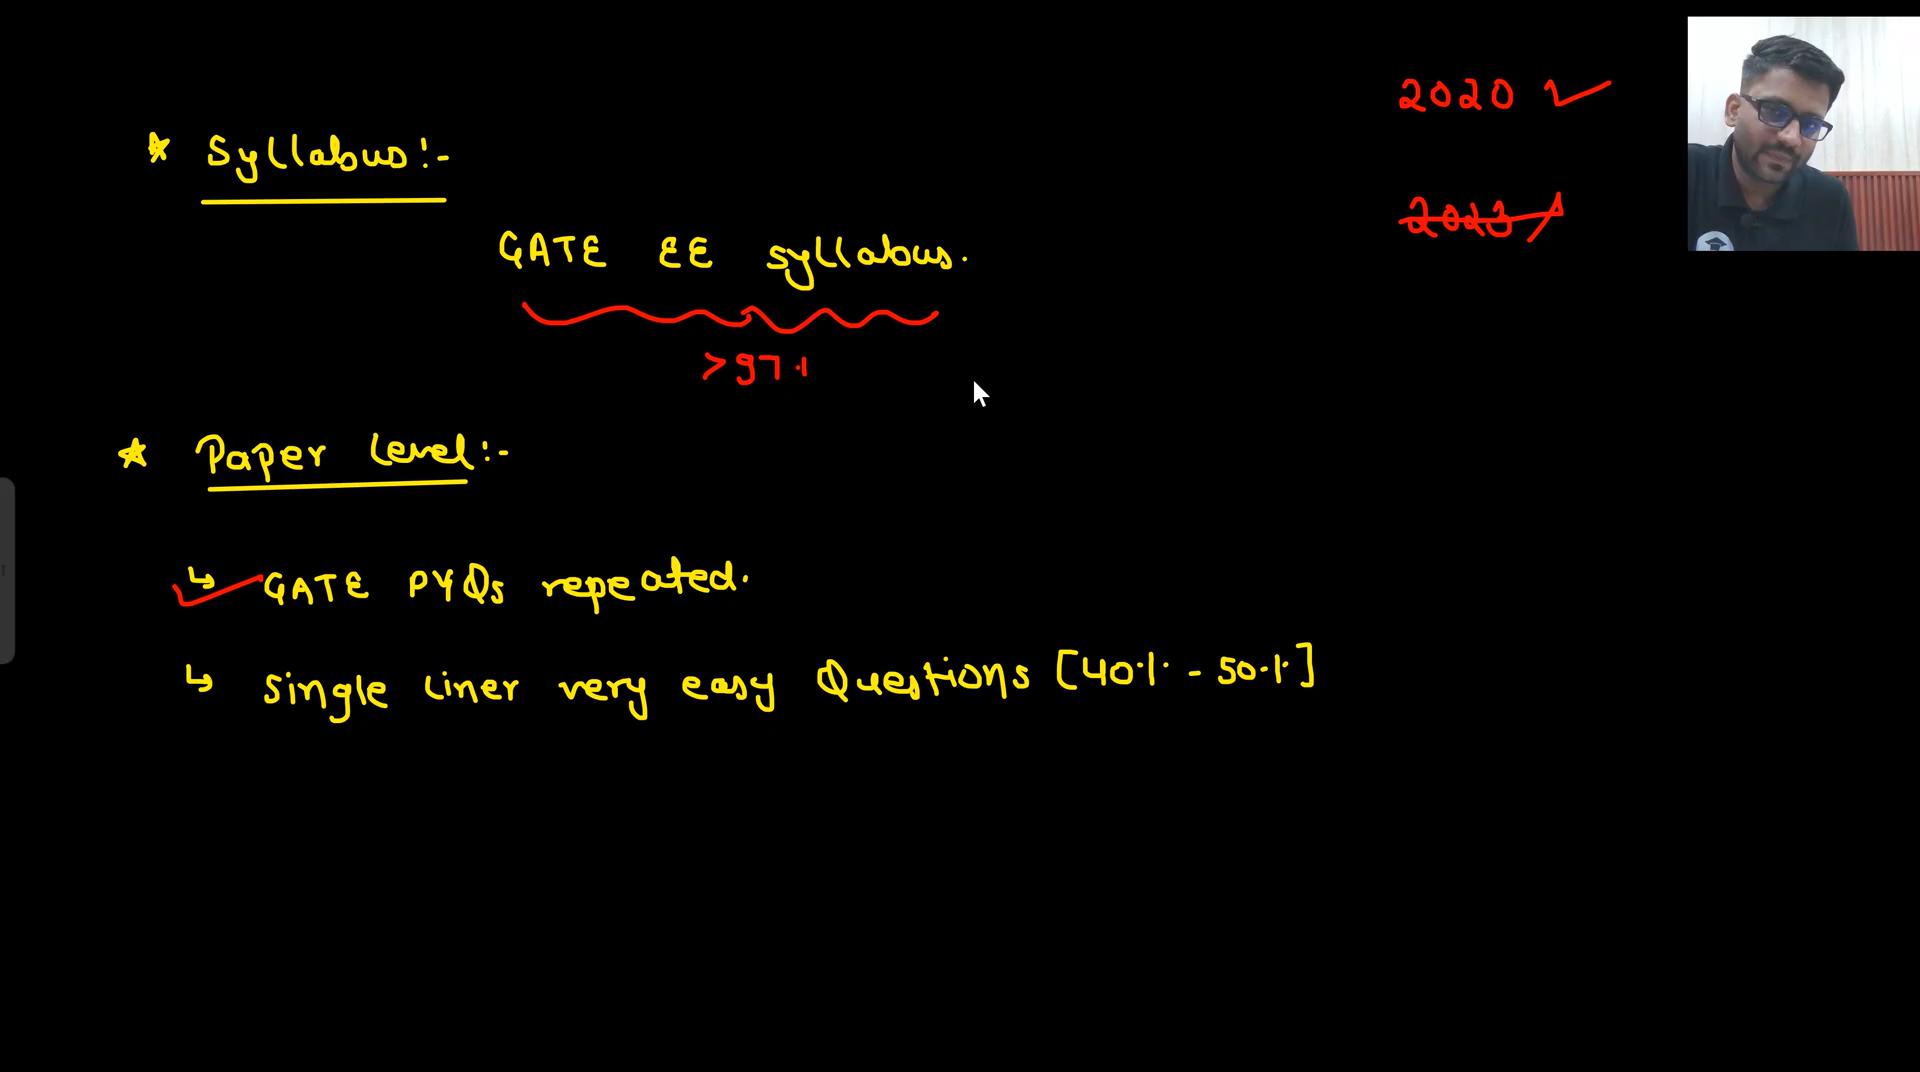 2020
* Syllabus:-
2023
GATE EE syllabus.
>97%
* Paper Level:-
↳ GATE PYQs repeated.
↳ Single Liner very easy Questions [40% - 50%]